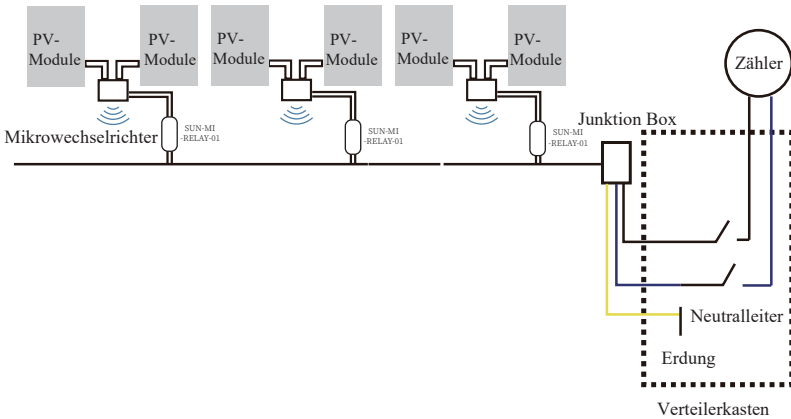 PV-
Module
PV-
Module
PV-
Module
PV-
Module
PV-
Module
PV-
Module
Zähler
Mikrowechselrichter
SUN-MI
-RELAY-01
SUN-MI
-RELAY-01
SUN-MI
-RELAY-01
Junktion Box
Neutralleiter
Erdung
Verteilerkasten